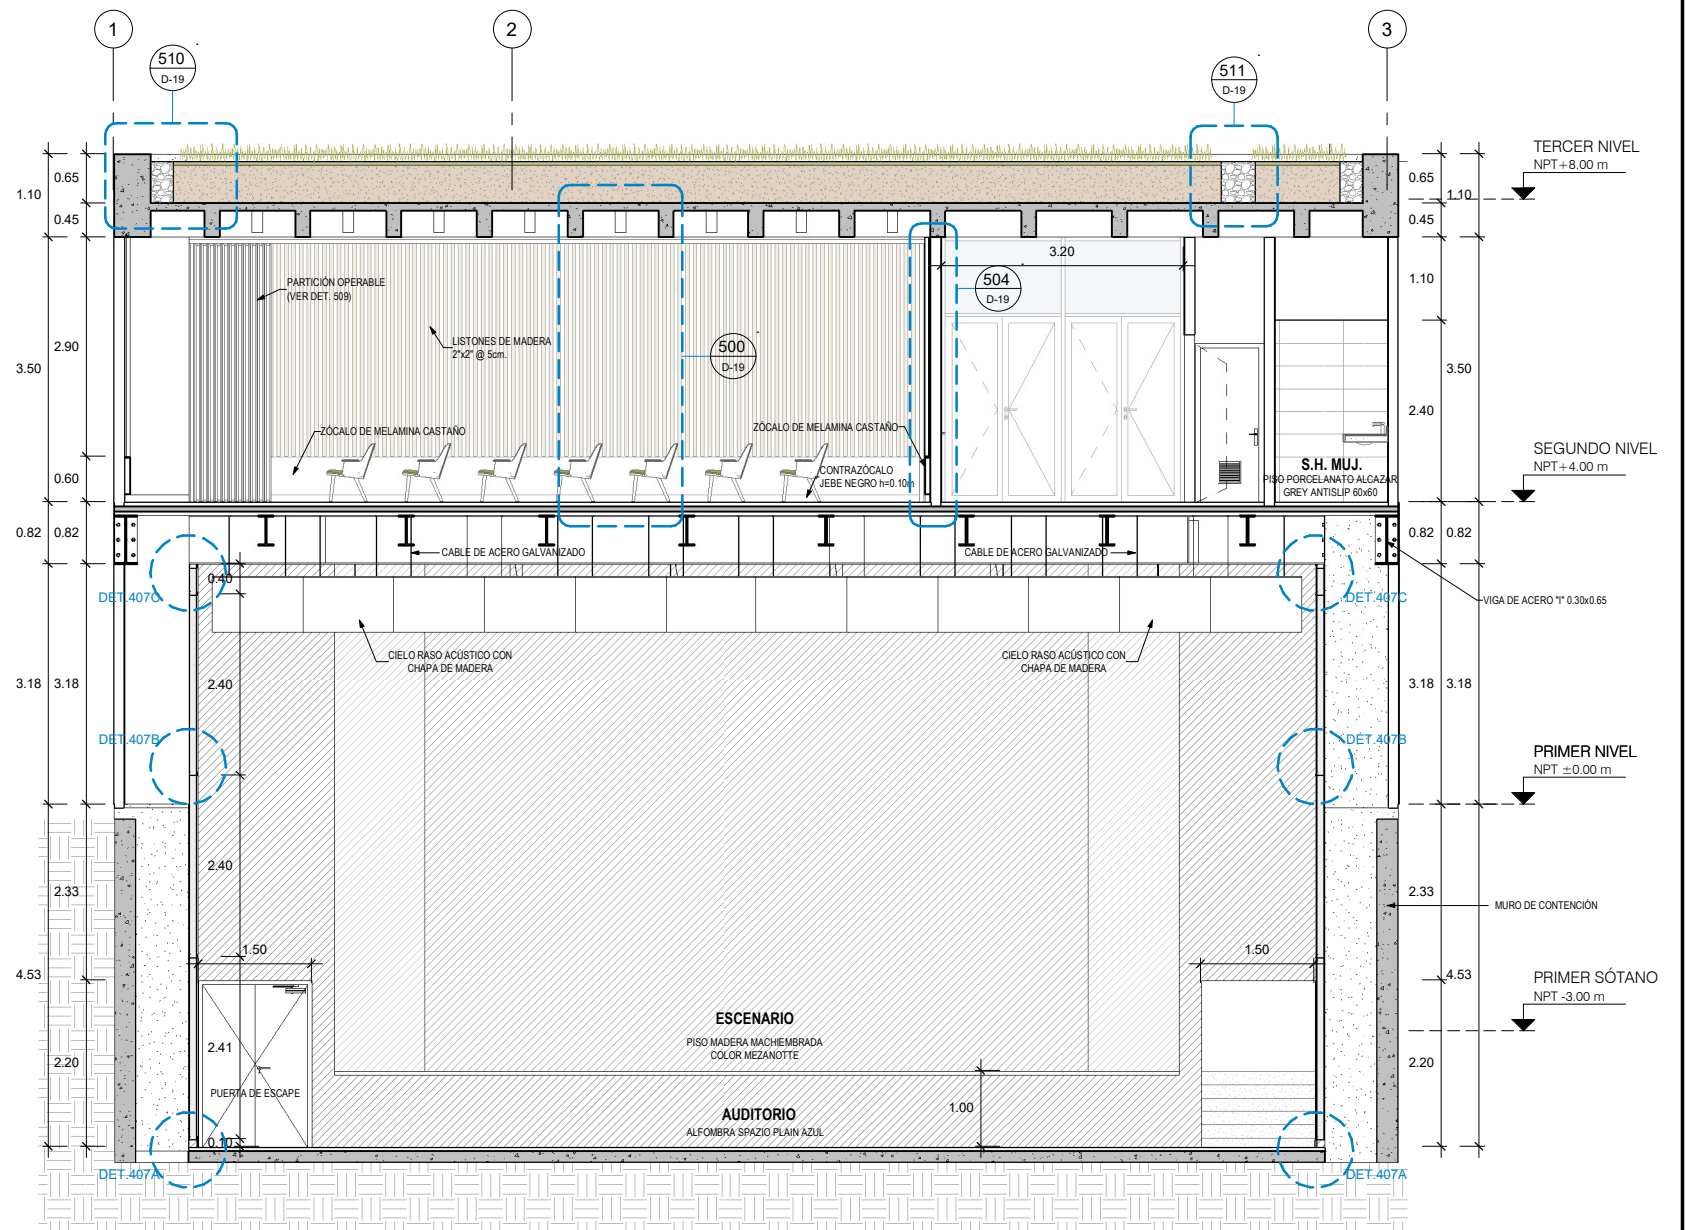 1
2
3
510
D-19
511
D-19
TERCER NIVEL
NPT+8.00 m
0.65
1.10
0.45
0.65
1.10
0.45
3.20
504
D-19
PARTICIÓN OPERABLE
(VER DET. 509)
1.10
LISTONES DE MADERA
2"x2" @ 5cm.
500
D-19
2.90
3.50
3.50
2.40
ZÓCALO DE MELAMINA CASTAÑO
ZÓCALO DE MELAMINA CASTAÑO
SEGUNDO NIVEL
NPT+4.00 m
0.60
CONTRAZÓCALO
JEBE NEGRO h=0.10m
S.H. MUJ.
PISO PORCELANATO ALCAZAR
GREY ANTISLIP 60x60
0.82
0.82
0.82
0.82
CABLE DE ACERO GALVANIZADO
CABLE DE ACERO GALVANIZADO
0.40
DET.407C
DET.407C
VIGA DE ACERO "I" 0.30x0.65
CIELO RASO ACÚSTICO CON
CHAPA DE MADERA
CIELO RASO ACÚSTICO CON
CHAPA DE MADERA
3.18
3.18
2.40
3.18
3.18
DET.407B
DET.407B
PRIMER NIVEL
NPT ±0.00 m
2.40
2.33
2.33
MURO DE CONTENCIÓN
1.50
1.50
4.53
4.53
PRIMER SÓTANO
NPT -3.00 m
ESCENARIO
PISO MADERA MACHIEMBRADA
COLOR MEZANOTTE
2.41
2.20
2.20
PUERTA DE ESCAPE
1.00
AUDITORIO
ALFOMBRA SPAZIO PLAIN AZUL
0.10
DET.407A
DET.407A